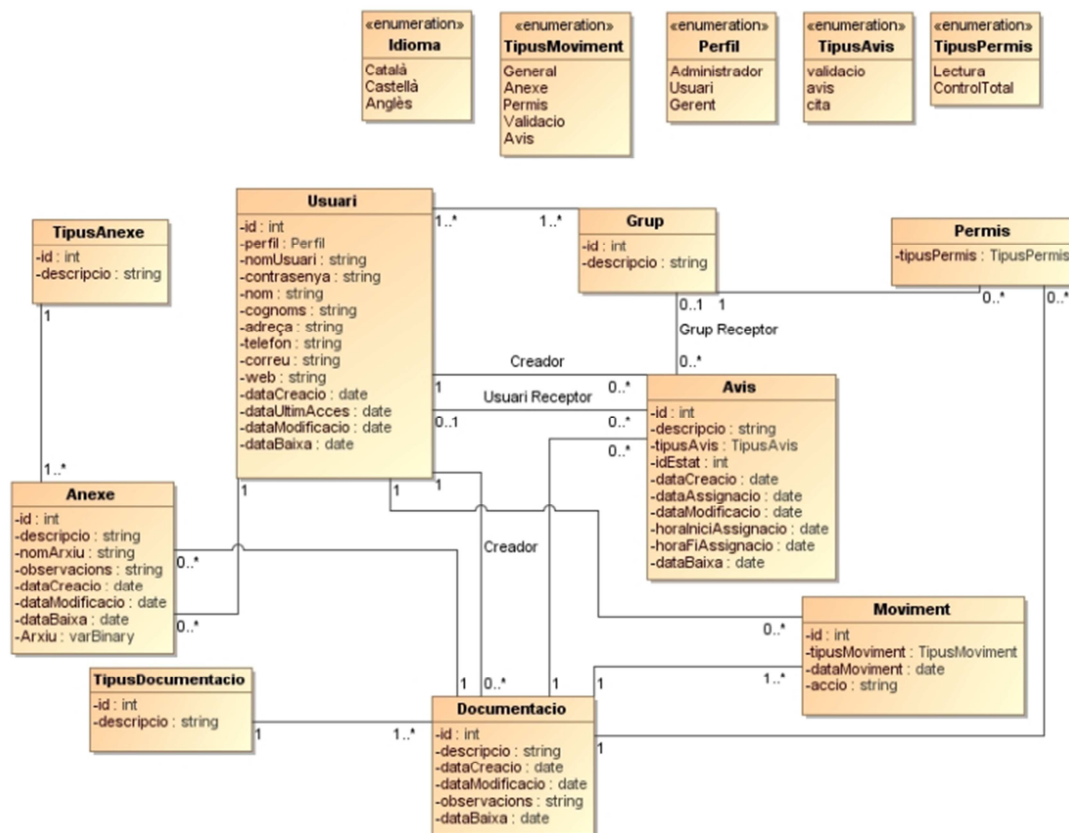 «enumeration»
Idioma
Català
Castellà
Anglès
«enumeration»
TipusMoviment
General
Anexe
Permis
Validacio
Avis
«enumeration»
Perfil
Administrador
Usuari
Gerent
«enumeration»
TipusAvis
validacio
avis
cita
«enumeration»
TipusPermis
Lectura
ControlTotal
TipusAnexe
-id : int
-descripcio : string
1
1..*
Usuari
-id : int
-perfil : Perfil
-nomUsuari : string
-contrasenya : string
-nom : string
-cognoms : string
-adreça : string
-telefon : string
-correu : string
-web : string
-dataCreacio : date
-dataUltimAcces : date
-dataModificacio : date
-dataBaixa : date
1..*
1..*
Grup
-id : int
-descripcio : string
0..1
1
Grup Receptor
0..*
Permis
-tipusPermis : TipusPermis
0..*
0..*
Creador
1
0..*
Usuari Receptor
0..1
0..*
0..*
Avis
-id : int
-descripcio : string
-tipusAvis : TipusAvis
-idEstat : int
-dataCreacio : date
-dataAssignacio : date
-dataModificacio : date
-horaIniciAssignacio : date
-horaFiAssignacio : date
-dataBaixa : date
1
1
1
Creador
Anexe
-id : int
-descripcio : string
-nomArxiu : string
-observacions : string
-dataCreacio : date
-dataModificacio : date
-dataBaixa : date
-Arxiu : varBinary
0..*
0..*
Moviment
-id : int
-tipusMoviment : TipusMoviment
-dataMoviment : date
-accio : string
0..*
1..*
TipusDocumentacio
-id : int
-descripcio : string
1
1..*
1
0..*
1
1
1
Documentacio
-id : int
-descripcio : string
-dataCreacio : date
-dataModificacio : date
-observacions : string
-dataBaixa : date